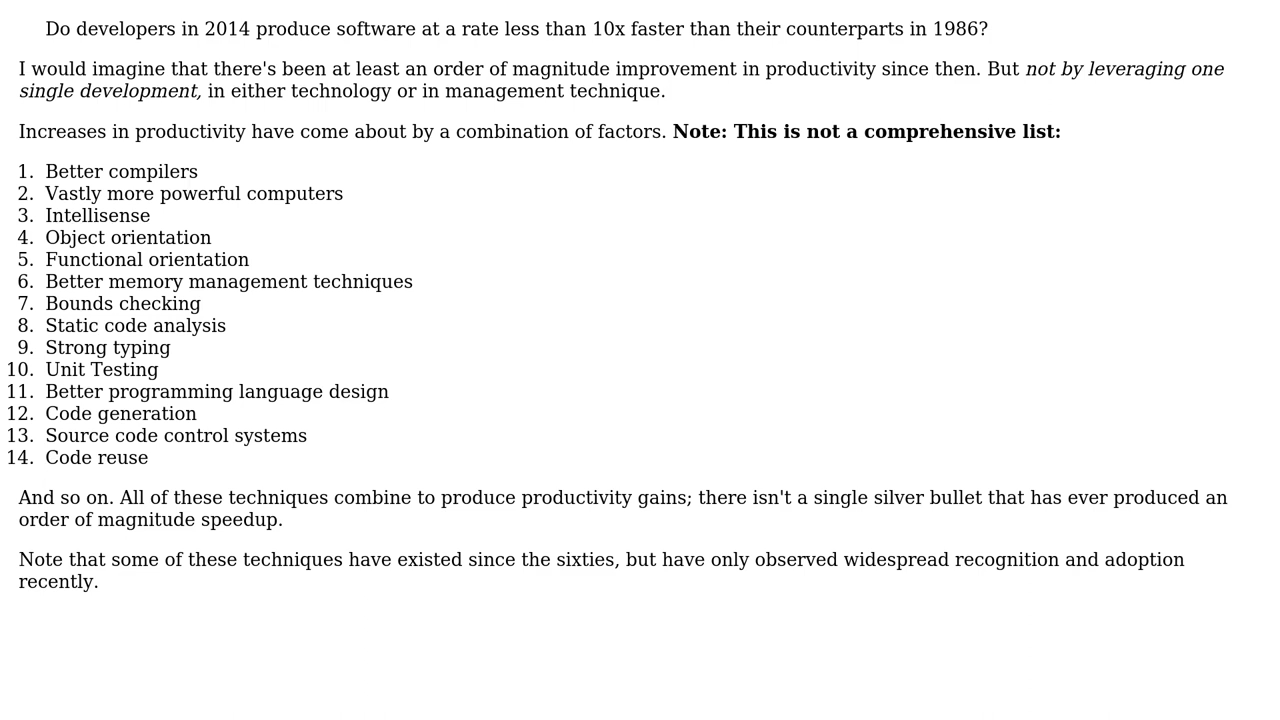 Do developers in 2014 produce software at a rate less than 10x faster than their counterparts in 1986?
I would imagine that there's been at least an order of magnitude improvement in productivity since then. But not by leveraging one
single development, in either technology or in management technique.
Increases in productivity have come about by a combination of factors. Note: This is not a comprehensive list:
1. Better compilers
2. Vastly more powerful computers
3. Intellisense
4. Object orientation
5. Functional orientation
6. Better memory management techniques
7. Bounds checking
8. Static code analysis
9. Strong typing
10. Unit Testing
11. Better programming language design
12. Code generation
13. Source code control systems
14. Code reuse
And so on. All of these techniques combine to produce productivity gains; there isn't a single silver bullet that has ever produced an
order of magnitude speedup.
Note that some of these techniques have existed since the sixties, but have only observed widespread recognition and adoption
recently.